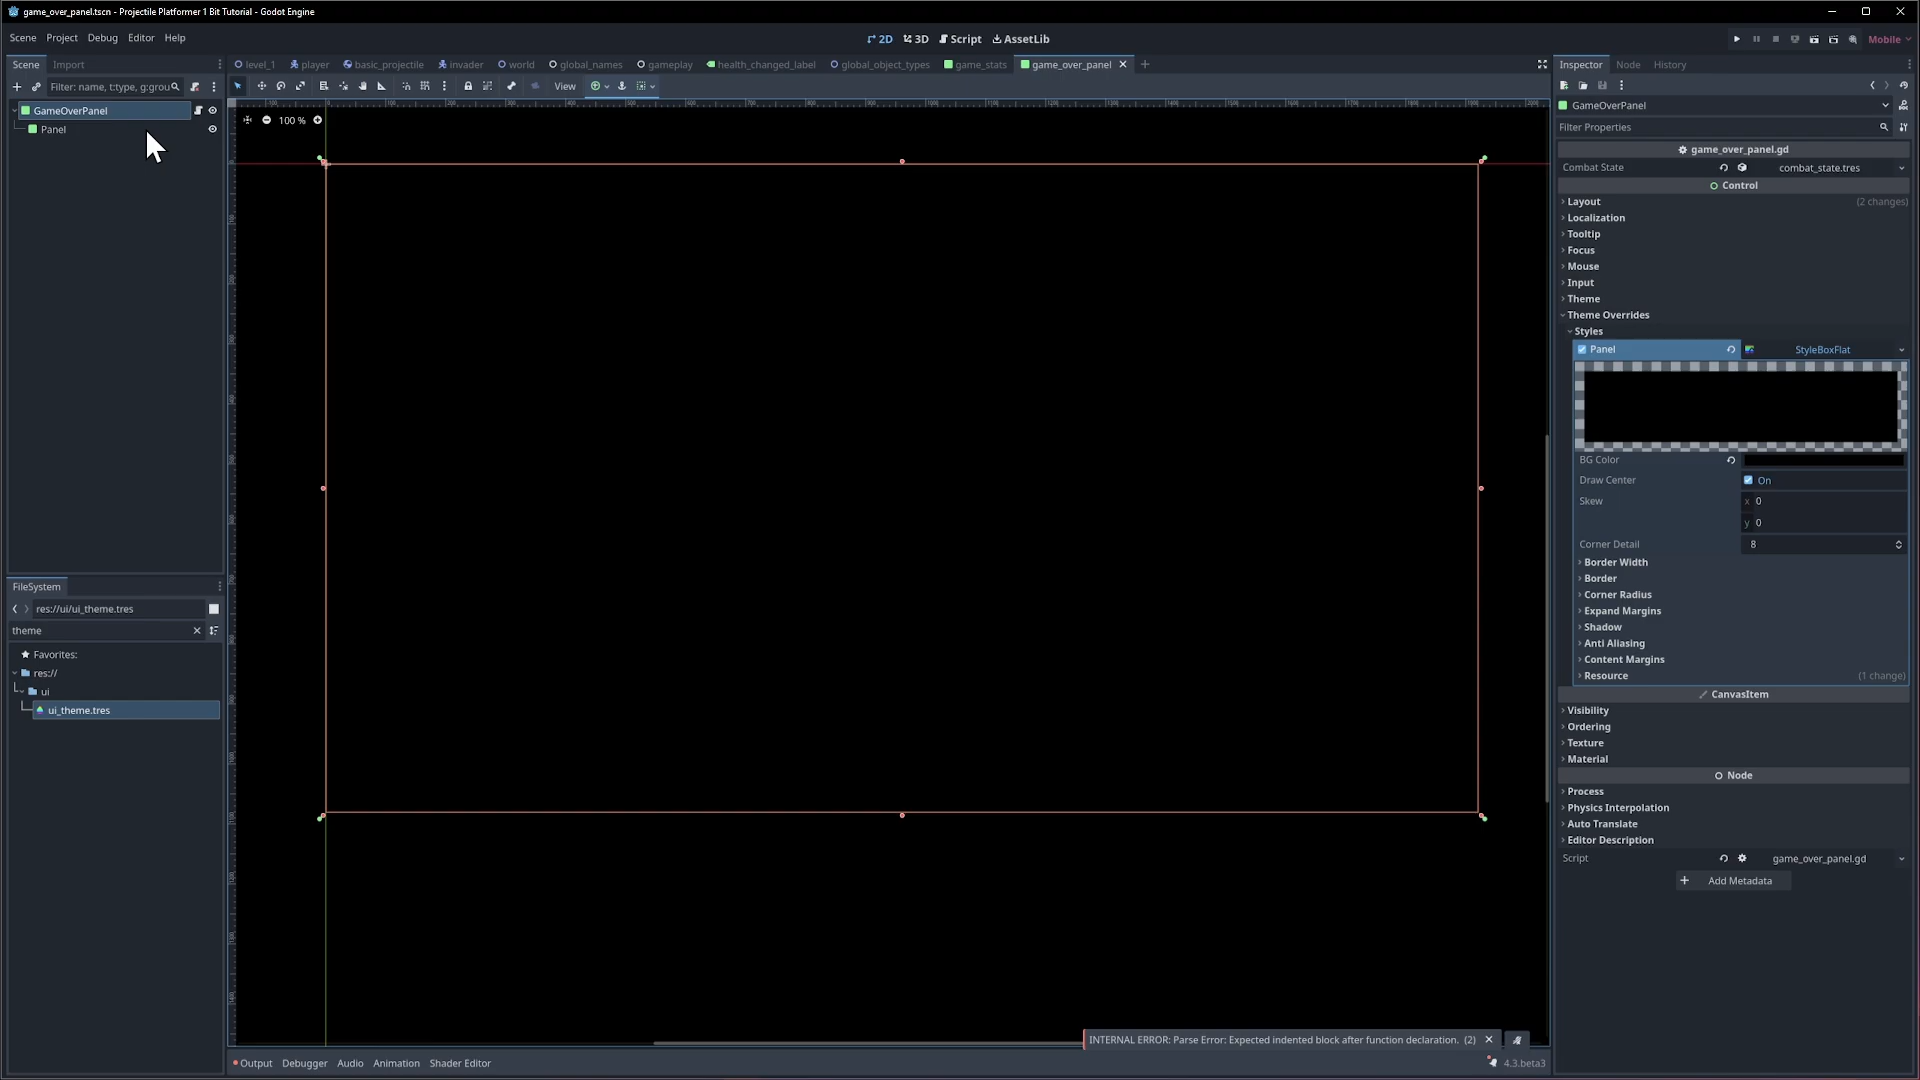 game_over_panel.tscn - Projectile Platformer 1 Bit Tutorial - Godot Engine
Scene Project Debug Editor Help
2D 3D Script AssetLib
Mobile
Scene Import
level_1 player basic_projectile invader world global_names gameplay health_changed_label global_object_types game_stats game_over_panel
Inspector Node History
Filter: name, t:type, g:grou
View
GameOverPanel
Panel
100 %
GameOverPanel
Filter Properties
game_over_panel.gd
Combat State combat_state.tres
Control
Layout (2 changes)
Localization
Tooltip
Focus
Mouse
Input
Theme
Theme Overrides
Styles
Panel StyleBoxFlat
BG Color
Draw Center On
Skew x 0
y 0
Corner Detail 8
Border Width
Border
Corner Radius
Expand Margins
Shadow
Anti Aliasing
Content Margins
Resource (1 change)
CanvasItem
Visibility
Ordering
Texture
Material
Node
Process
Physics Interpolation
Auto Translate
Editor Description
Script game_over_panel.gd
Add Metadata
FileSystem
res://ui/ui_theme.tres
theme
Favorites:
res://
ui
ui_theme.tres
INTERNAL ERROR: Parse Error: Expected indented block after function declaration. (2)
Output Debugger Audio Animation Shader Editor
4.3.beta3